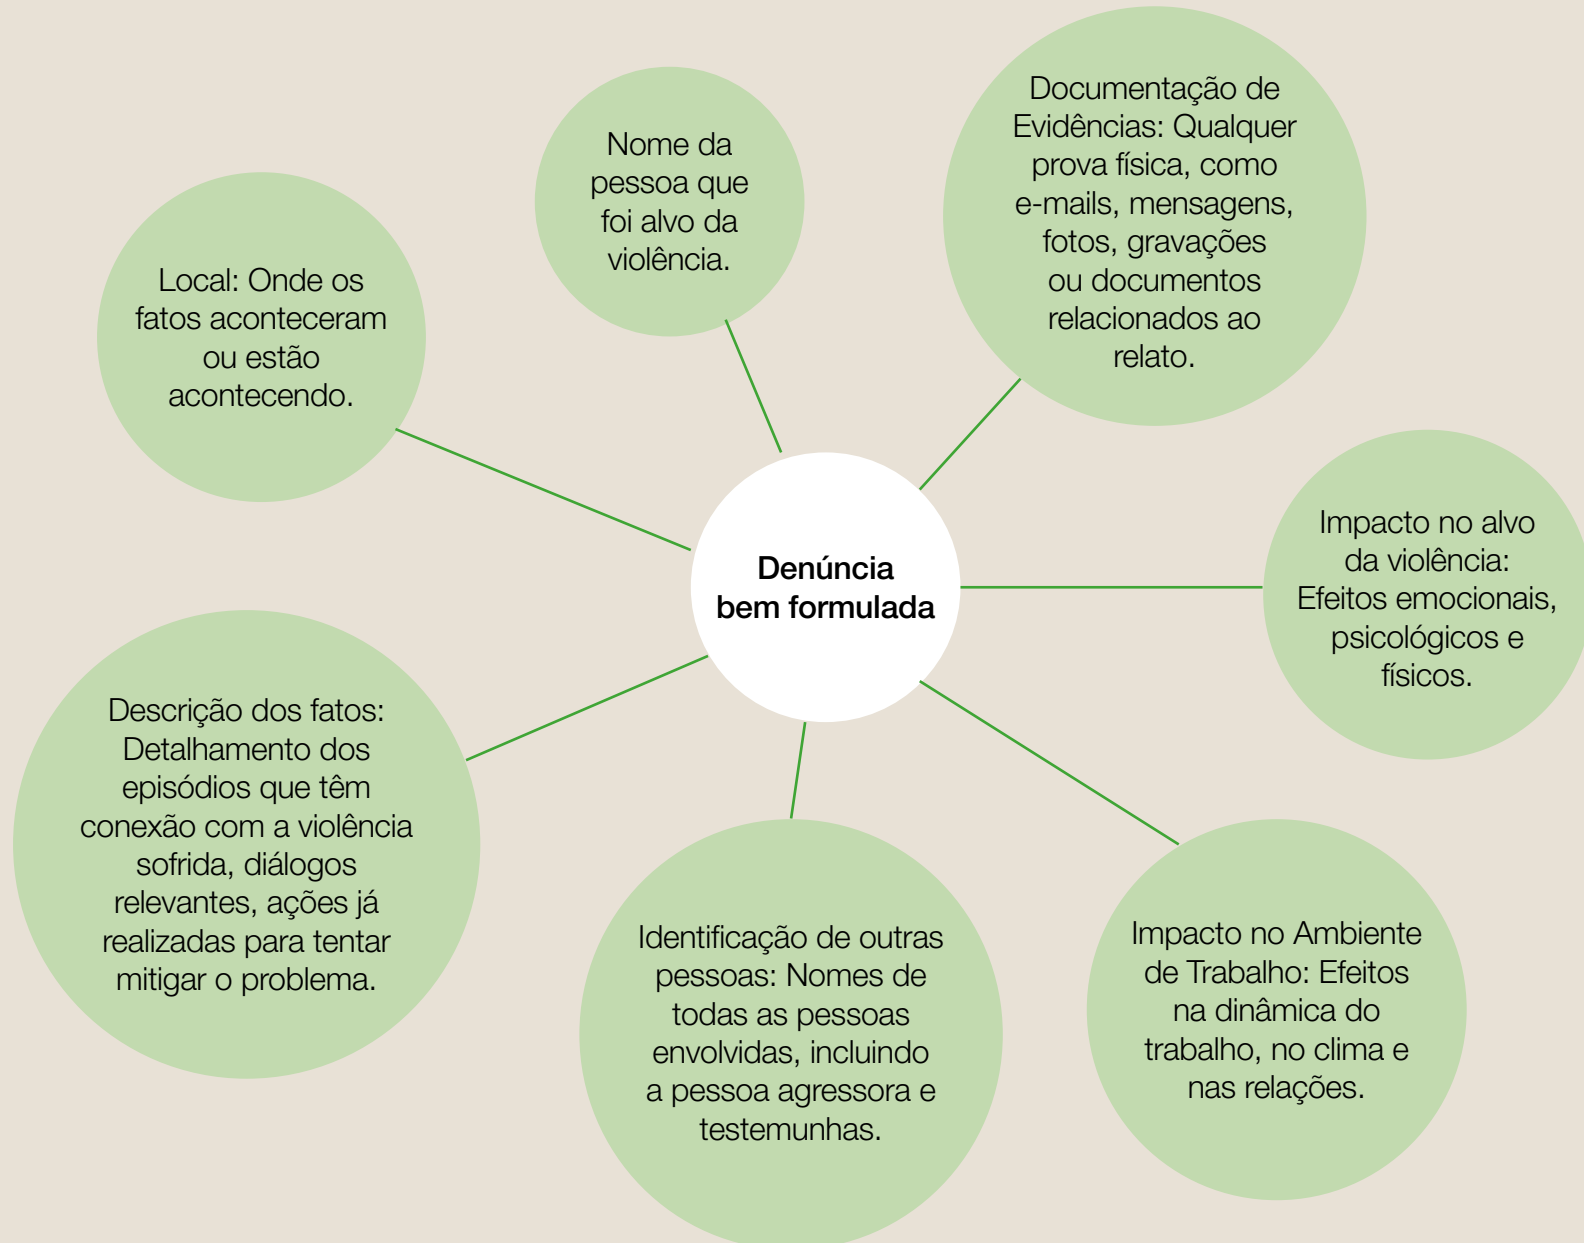 Nome da
pessoa que
foi alvo da
violência.
Documentação de
Evidências: Qualquer
prova física, como
e-mails, mensagens,
fotos, gravações
ou documentos
relacionados ao
relato.
Local: Onde os
fatos aconteceram
ou estão
acontecendo.
Denúncia
bem formulada
Impacto no alvo
da violência:
Efeitos emocionais,
psicológicos e
físicos.
Descrição dos fatos:
Detalhamento dos
episódios que têm
conexão com a violência
sofrida, diálogos
relevantes, ações já
realizadas para tentar
mitigar o problema.
Identificação de outras
pessoas: Nomes de
todas as pessoas
envolvidas, incluindo
a pessoa agressora e
testemunhas.
Impacto no Ambiente
de Trabalho: Efeitos
na dinâmica do
trabalho, no clima e
nas relações.